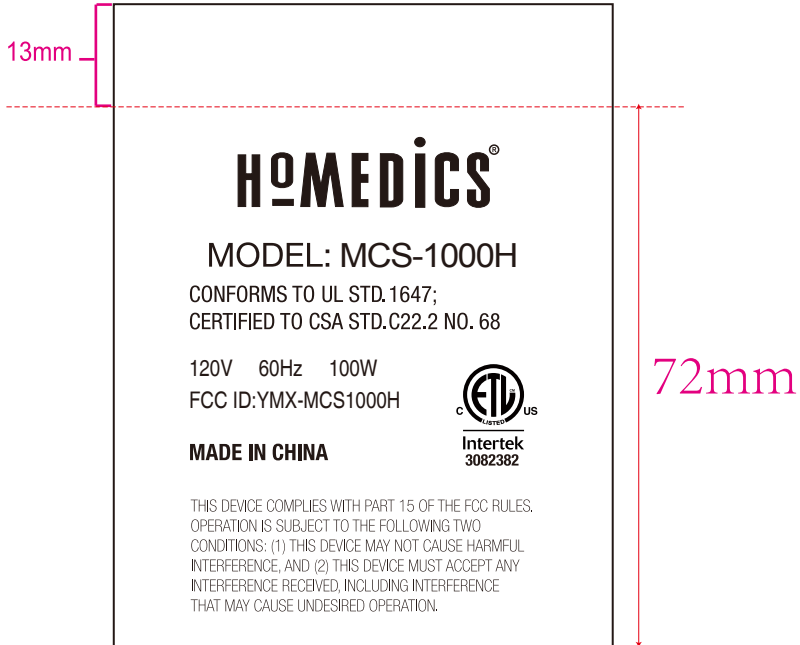 13mm
HOMEDiCS®
MODEL: MCS-1000H
CONFORMS TO UL STD.1647;
CERTIFIED TO CSA STD.C22.2 NO. 68
120V 60Hz 100W
FCC ID:YMX-MCS1000H
MADE IN CHINA
C ETL US
LISTED
Intertek
3082382
72mm
THIS DEVICE COMPLIES WITH PART 15 OF THE FCC RULES.
OPERATION IS SUBJECT TO THE FOLLOWING TWO
CONDITIONS: (1) THIS DEVICE MAY NOT CAUSE HARMFUL
INTERFERENCE, AND (2) THIS DEVICE MUST ACCEPT ANY
INTERFERENCE RECEIVED, INCLUDING INTERFERENCE
THAT MAY CAUSE UNDESIRED OPERATION.